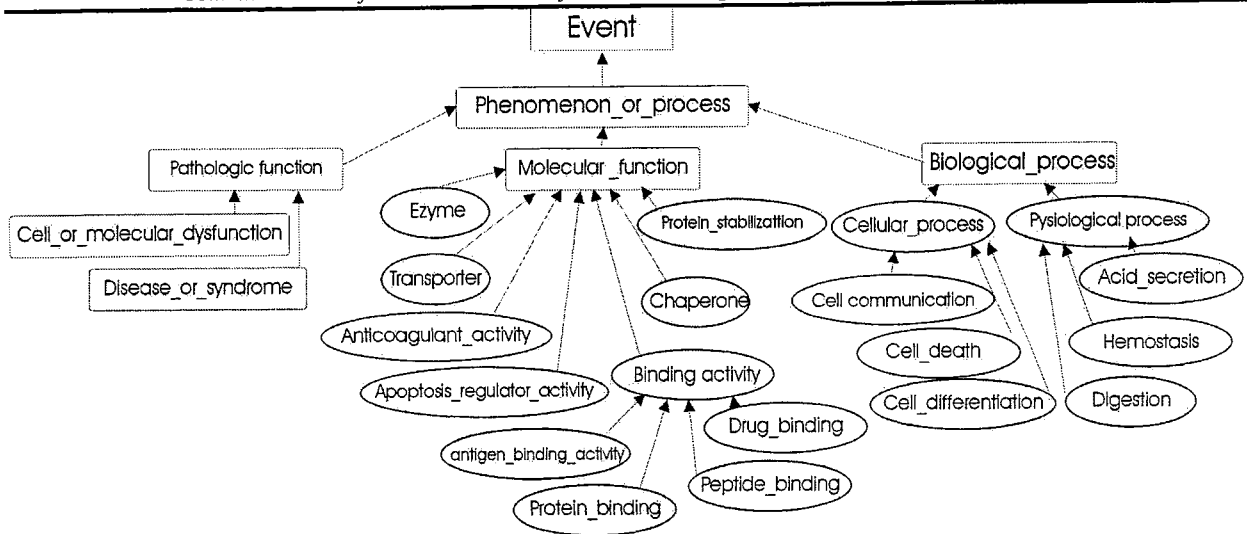 Event
Phenomenon_or_process
Pathologic function
Molecular_function
Biological_process
Ezyme
Protein_stabilizattion
Cellular_process
Pysiological process
Cell_or_molecular_dysfunction
Transporter
Chaperone
Cell communication
Acid_secretion
Disease_or_syndrome
Anticoagulant_activity
Cell_death
Hemostasis
Apoptosis_regulator_activity
Binding activity
Cell_differentiation
Digestion
Drug_binding
antigen_binding_activity
Peptide_binding
Protein_binding